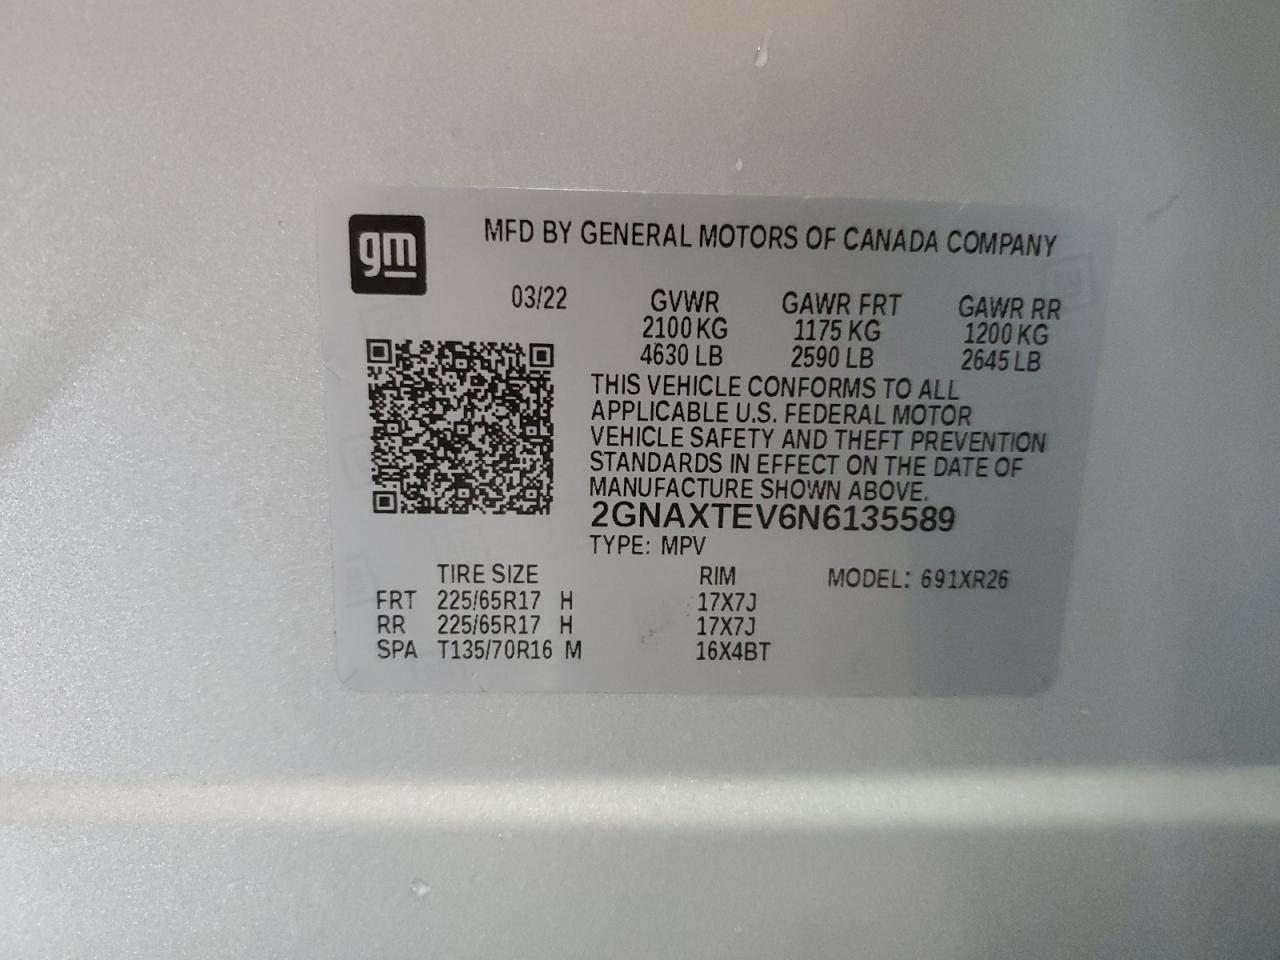 gm
MFD BY GENERAL MOTORS OF CANADA COMPANY
03/22 GVWR GAWR FRT GAWR RR
2100 KG 1175 KG 1200 KG
4630 LB 2590 LB 2645 LB
THIS VEHICLE CONFORMS TO ALL
APPLICABLE U.S. FEDERAL MOTOR
VEHICLE SAFETY AND THEFT PREVENTION
STANDARDS IN EFFECT ON THE DATE OF
MANUFACTURE SHOWN ABOVE.
2GNAXTEV6N6135589
TYPE: MPV
TIRE SIZE RIM MODEL: 691XR26
FRT 225/65R17 H 17X7J
RR 225/65R17 H 17X7J
SPA T135/70R16 M 16X4BT